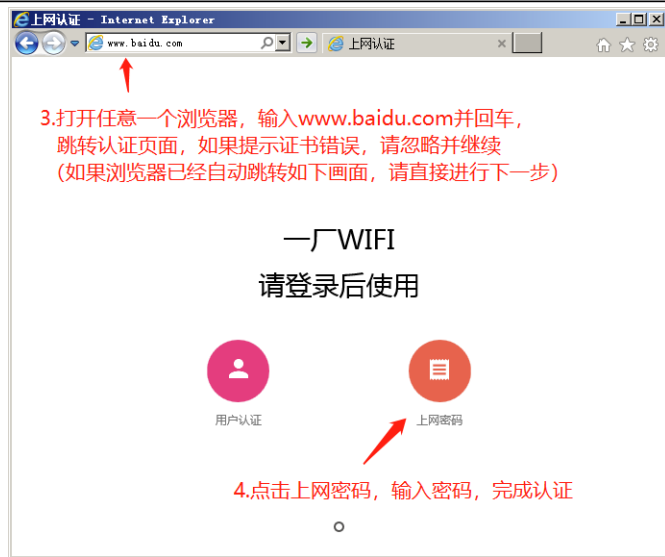 上网认证 - Internet Explorer
www.baidu.com
上网认证
3.打开任意一个浏览器，输入www.baidu.com并回车，
跳转认证页面，如果提示证书错误，请忽略并继续
(如果浏览器已经自动跳转如下画面，请直接进行下一步)
一厂WIFI
请登录后使用
用户认证
上网密码
4.点击上网密码，输入密码，完成认证